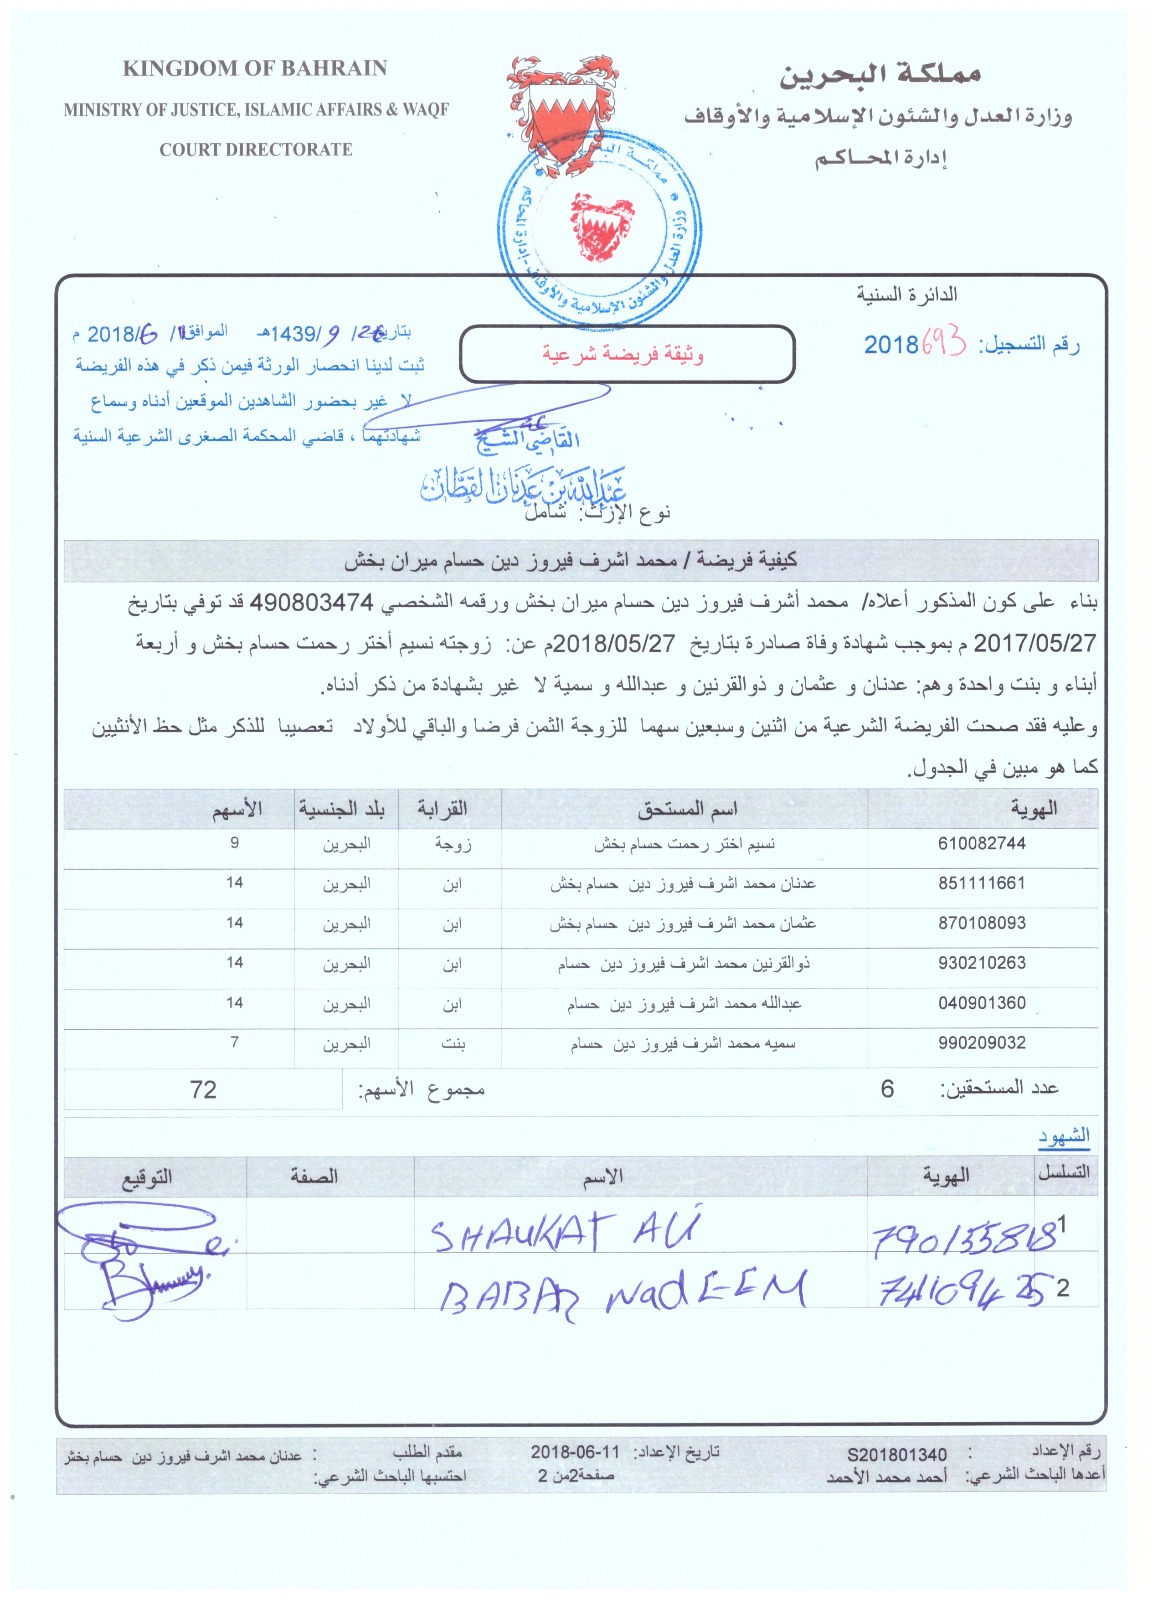 KINGDOM OF BAHRAIN
MINISTRY OF JUSTICE, ISLAMIC AFFAIRS & WAQF
COURT DIRECTORATE
مملكة البحرين
وزارة العدل والشئون الإسلامية والأوقاف
إدارة المحاكم
مملكة البحرين
وزارة العدل والشئون الإسلامية والأوقاف - إدارة المحاكم
الدائرة السنية
رقم التسجيل: 2018693
وثيقة فريضة شرعية
بتاريخ 26/ 9/1439هـ الموافق 11/ 6/2018 م
ثبت لدينا انحصار الورثة فيمن ذكر في هذه الفريضة
لا غير بحضور الشاهدين الموقعين أدناه وسماع
شهادتهما ، قاضي المحكمة الصغرى الشرعية السنية
القاضي الشيخ
عبدالله بن عدنان القطان
نوع الإرث: شامل
كيفية فريضة / محمد اشرف فيروز دين حسام ميران بخش
بناء على كون المذكور أعلاه/ محمد أشرف فيروز دين حسام ميران بخش ورقمه الشخصي 490803474 قد توفي بتاريخ
2017/05/27 م بموجب شهادة وفاة صادرة بتاريخ 2018/05/27م عن: زوجته نسيم أختر رحمت حسام بخش و أربعة
أبناء و بنت واحدة وهم: عدنان و عثمان و ذوالقرنين و عبدالله و سمية لا غير بشهادة من ذكر أدناه.
وعليه فقد صحت الفريضة الشرعية من اثنين وسبعين سهما للزوجة الثمن فرضا والباقي للأولاد تعصيبا للذكر مثل حظ الأنثيين
كما هو مبين في الجدول.
الهوية اسم المستحق القرابة بلد الجنسية الأسهم
610082744 نسيم اختر رحمت حسام بخش زوجة البحرين 9
851111661 عدنان محمد اشرف فيروز دين حسام بخش ابن البحرين 14
870108093 عثمان محمد اشرف فيروز دين حسام بخش ابن البحرين 14
930210263 ذوالقرنين محمد اشرف فيروز دين حسام ابن البحرين 14
040901360 عبدالله محمد اشرف فيروز دين حسام ابن البحرين 14
990209032 سميه محمد اشرف فيروز دين حسام بنت البحرين 7
عدد المستحقين: 6 مجموع الأسهم: 72
الشهود
التسلسل الهوية الاسم الصفة التوقيع
1 790155818 SHAUKAT ALI
2 741109425 BABAR NadEEM
رقم الإعداد : S201801340 تاريخ الإعداد: 2018-06-11 مقدم الطلب : عدنان محمد اشرف فيروز دين حسام بخش
أعدها الباحث الشرعي: أحمد محمد الأحمد صفحة2من 2 احتسبها الباحث الشرعي: